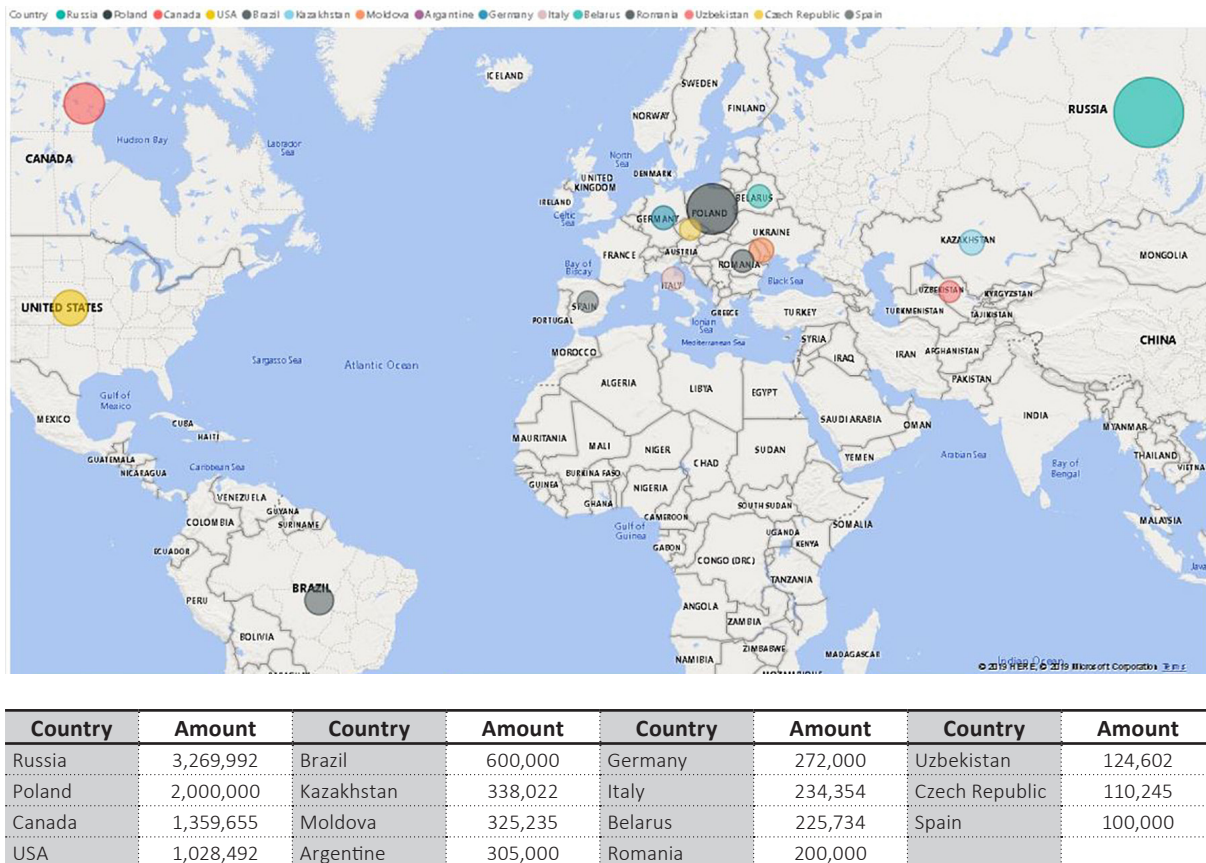 Country Russia Poland Canada USA Brazil Kazakhstan Moldova Argantine Germany Italy Belarus Romania Uzbekistan Czech Republic Spain
ICELAND
SWEDEN
FINLAND
NORWAY
RUSSIA
Hudson Bay
Labrador
Sea
CANADA
North
Sea
DENMARK
UNITED
KINGDOM
IRELAND
BELARUS
Celtic
Sea
GERMANY
POLAND
UKRAINE
KAZAKHSTAN
FRANCE
AUSTRIA
MONGOLIA
Bay of
Biscay
ROMANIA
ITALY
Black Sea
UZBEKISTAN
KYRGYZSTAN
UNITED STATES
SPAIN
PORTUGAL
GREECE
TURKEY
TURKMENISTAN
TAJIKISTAN
Ionian
Sea
Mediterranean Sea
SYRIA
CHINA
Sargasso Sea
Atlantic Ocean
MOROCCO
IRAQ
IRAN
AFGHANISTAN
ALGERIA
LIBYA
EGYPT
PAKISTAN
Gulf of
Mexico
MEXICO
CUBA
HAITI
SAUDI ARABIA
OMAN
INDIA
MYANMAR
MAURITANIA
MALI
NIGER
CHAD
SUDAN
YEMEN
Arabian Sea
Bay of
Bengal
THAILAND
VIETNA
GUATEMALA
NICARAGUA
Caribbean Sea
BURKINA FASO
GUINEA
GHANA
NIGERIA
VENEZUELA
GUYANA
SURINAME
COLOMBIA
SOUTH SUDAN
CAMEROON
SOMALIA
MALAYSIA
Gulf of
Guinea
UGANDA
KENYA
ECUADOR
GABON
CONGO (DRC)
Java
TANZANIA
BRAZIL
PERU
ANGOLA
ZAMBIA
BOLIVIA
ZIMBABWE
MADAGASCAR
NAMIBIA
Indian Ocean
© 2019 HERE, © 2019 Microsoft Corporation Terms
Country Amount Country Amount Country Amount Country Amount
Russia 3,269,992 Brazil 600,000 Germany 272,000 Uzbekistan 124,602
Poland 2,000,000 Kazakhstan 338,022 Italy 234,354 Czech Republic 110,245
Canada 1,359,655 Moldova 325,235 Belarus 225,734 Spain 100,000
USA 1,028,492 Argentine 305,000 Romania 200,000